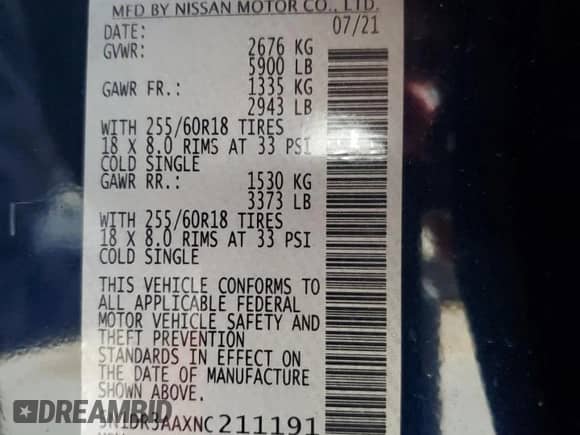 MFD BY NISSAN MOTOR CO., LTD.
DATE: 07/21
GVWR: 2676 KG
5900 LB
GAWR FR.: 1335 KG
2943 LB
WITH 255/60R18 TIRES
18 X 8.0 RIMS AT 33 PSI
COLD SINGLE
GAWR RR.: 1530 KG
3373 LB
WITH 255/60R18 TIRES
18 X 8.0 RIMS AT 33 PSI
COLD SINGLE
THIS VEHICLE CONFORMS TO
ALL APPLICABLE FEDERAL
MOTOR VEHICLE SAFETY AND
THEFT PREVENTION
STANDARDS IN EFFECT ON
THE DATE OF MANUFACTURE
SHOWN ABOVE.
5N1DR3AAXNC211191
DREAMBID